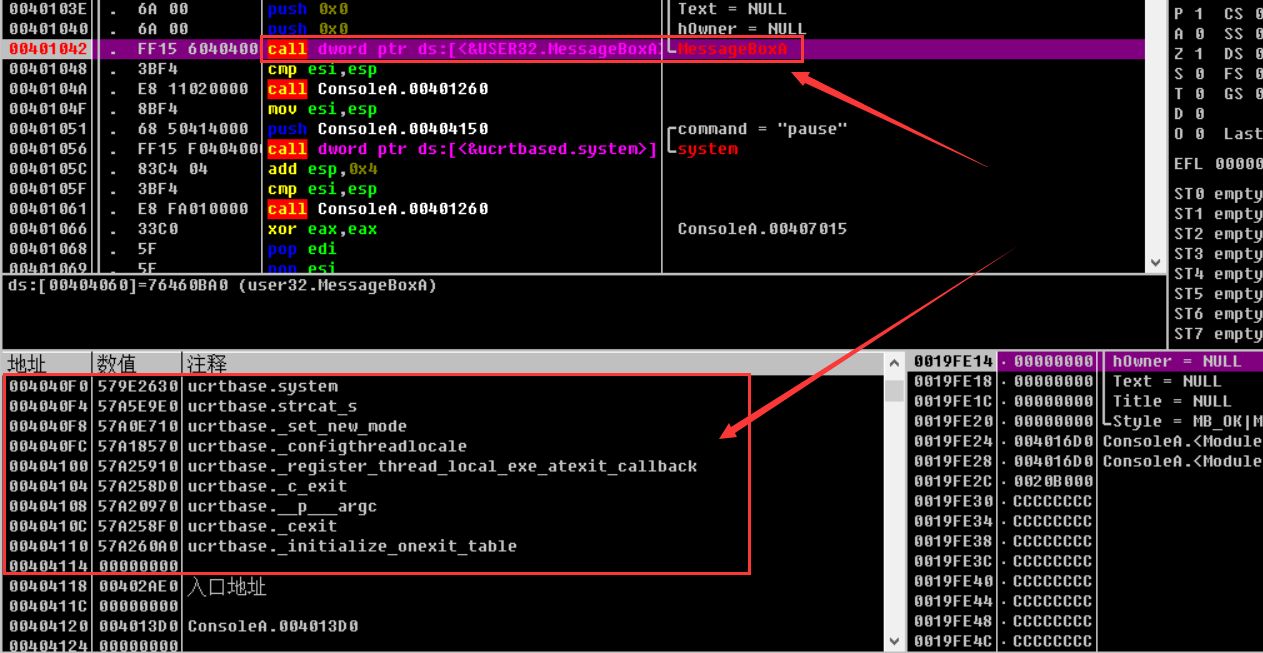 0040103E . 6A 00 push 0x0 Text = NULL
00401040 . 6A 00 push 0x0 hOwner = NULL
00401042 . FF15 6040400 call dword ptr ds:[<&USER32.MessageBoxA MessageBoxA
00401048 . 3BF4 cmp esi,esp
0040104A . E8 11020000 call ConsoleA.00401260
0040104F . 8BF4 mov esi,esp
00401051 . 68 50414000 push ConsoleA.00404150 command = "pause"
00401056 . FF15 F040400 call dword ptr ds:[<&ucrtbased.system>] system
0040105C . 83C4 04 add esp,0x4
0040105F . 3BF4 cmp esi,esp
00401061 . E8 FA010000 call ConsoleA.00401260
00401066 . 33C0 xor eax,eax ConsoleA.00407015
00401068 . 5F pop edi
00401069 . 5E pop esi
P 1 CS 0
A 0 SS 0
Z 1 DS 0
S 0 FS 0
T 0 GS 0
D 0
O 0 Last
EFL 00000
ST0 empty
ST1 empty
ST2 empty
ST3 empty
ST4 empty
ST5 empty
ST6 empty
ST7 empty
ds:[00404060]=76460BA0 (user32.MessageBoxA)
地址 数值 注释
004040F0 579E2630 ucrtbase.system
004040F4 57A5E9E0 ucrtbase.strcat_s
004040F8 57A0E710 ucrtbase._set_new_mode
004040FC 57A18570 ucrtbase._configthreadlocale
00404100 57A25910 ucrtbase._register_thread_local_exe_atexit_callback
00404104 57A258D0 ucrtbase._c_exit
00404108 57A20970 ucrtbase.__p___argc
0040410C 57A258F0 ucrtbase._cexit
00404110 57A260A0 ucrtbase._initialize_onexit_table
00404114 00000000
00404118 00402AE0 入口地址
0040411C 00000000
00404120 004013D0 ConsoleA.004013D0
00404124 00000000
0019FE14 00000000 hOwner = NULL
0019FE18 00000000 Text = NULL
0019FE1C 00000000 Title = NULL
0019FE20 00000000 Style = MB_OK|M
0019FE24 004016D0 ConsoleA.<Module
0019FE28 004016D0 ConsoleA.<Module
0019FE2C 0020B000
0019FE30 CCCCCCCC
0019FE34 CCCCCCCC
0019FE38 CCCCCCCC
0019FE3C CCCCCCCC
0019FE40 CCCCCCCC
0019FE44 CCCCCCCC
0019FE48 CCCCCCCC
0019FE4C CCCCCCCC